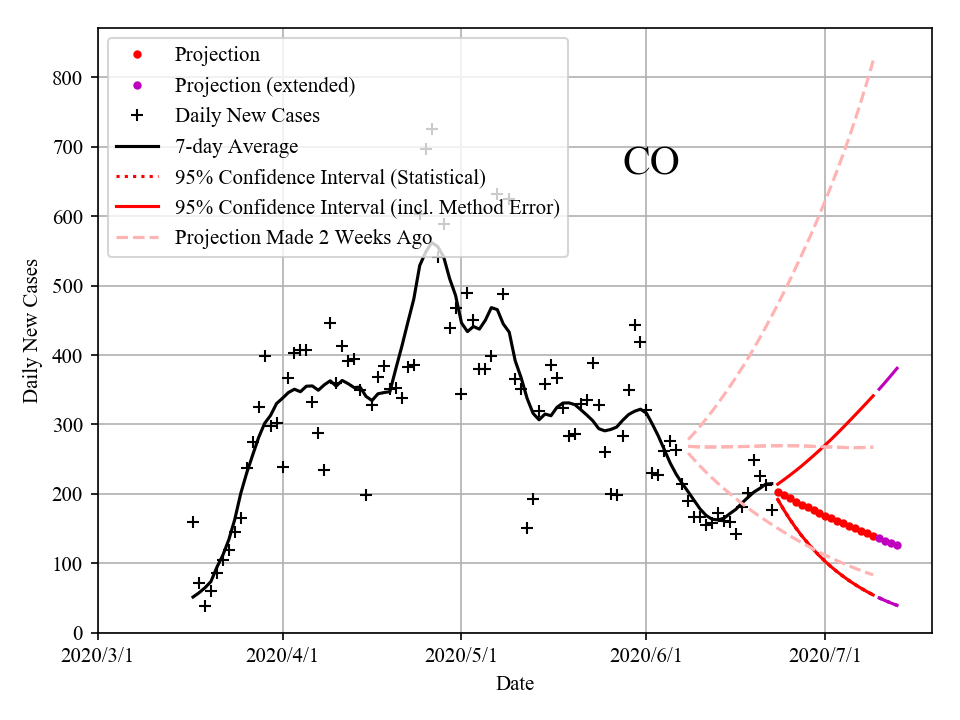 Projection
Projection (extended)
Daily New Cases
7-day Average
95% Confidence Interval (Statistical)
95% Confidence Interval (incl. Method Error)
Projection Made 2 Weeks Ago
CO
Daily New Cases
800
700
600
500
400
300
200
100
0
2020/3/1 2020/4/1 2020/5/1 2020/6/1 2020/7/1
Date